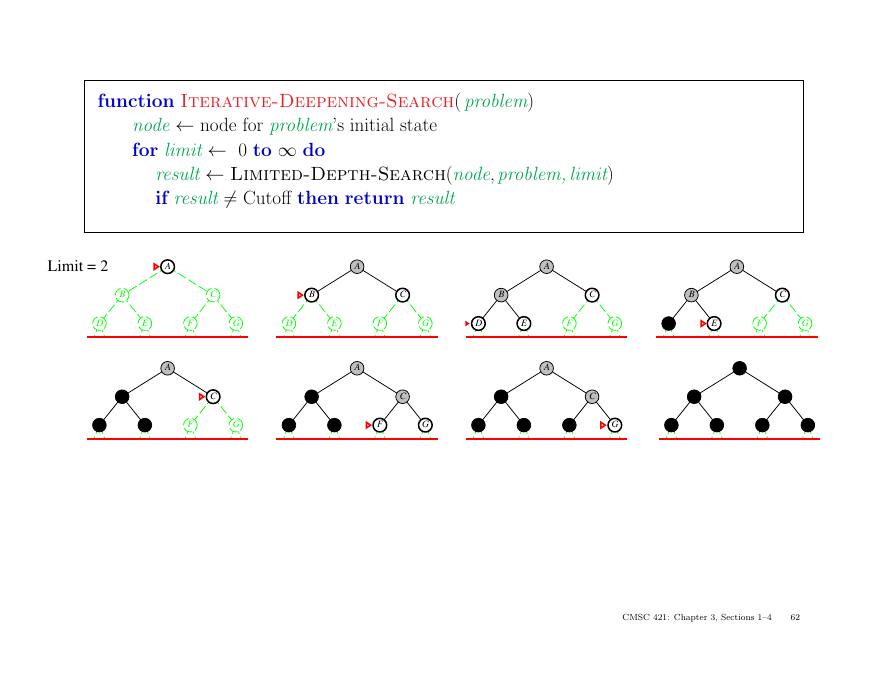 function ITERATIVE-DEEPENING-SEARCH( problem)
node ← node for problem's initial state
for limit ← 0 to ∞ do
result ← LIMITED-DEPTH-SEARCH(node, problem, limit)
if result ≠ Cutoff then return result
Limit = 2 A A A A
B C B C B C B C
D E F G D E F G D E F G E F G
A A A
C C C
F G F G G
CMSC 421: Chapter 3, Sections 1–4 62